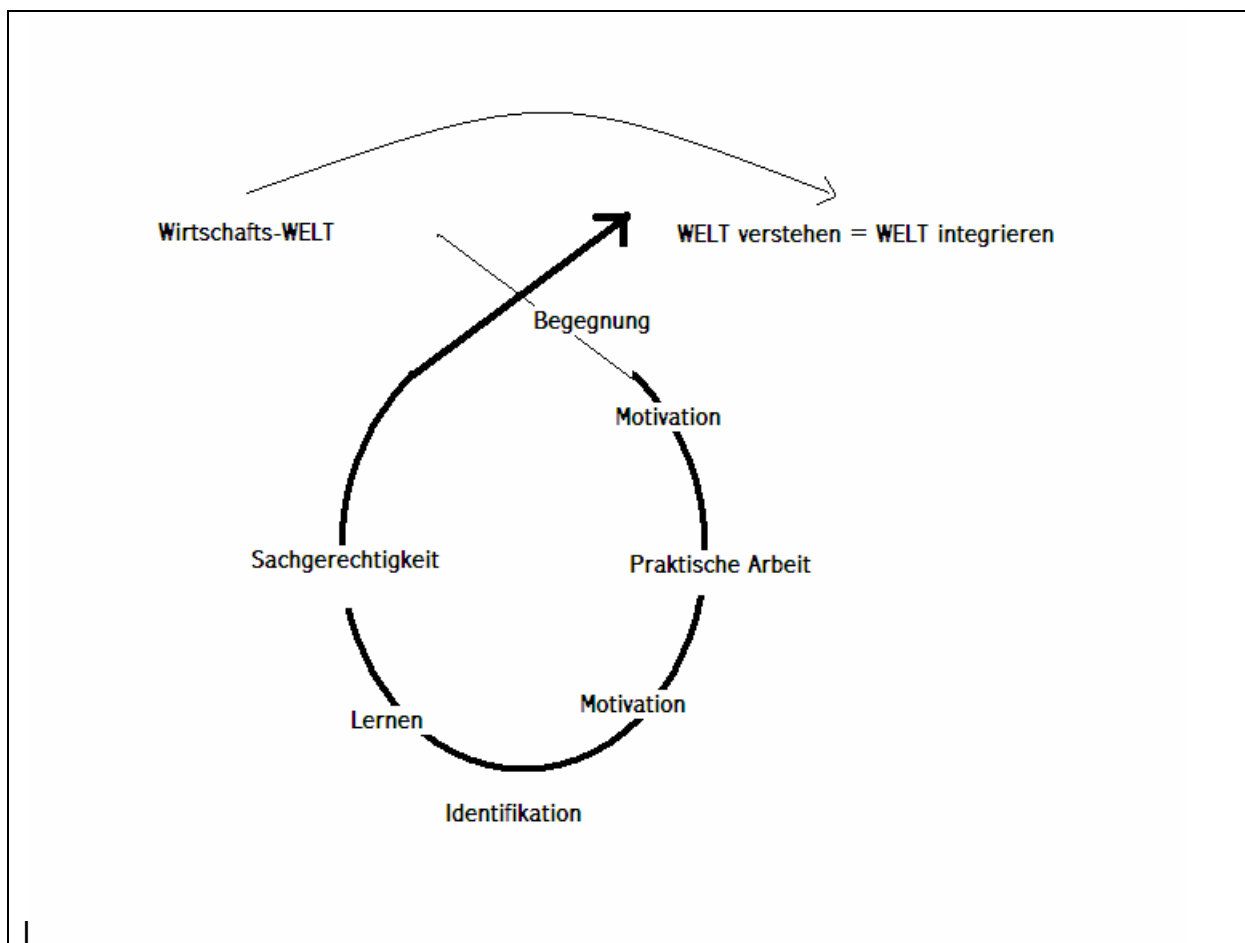 Wirtschafts-WELT
WELT verstehen = WELT integrieren
Begegnung
Motivation
Sachgerechtigkeit
Praktische Arbeit
Motivation
Lernen
Identifikation